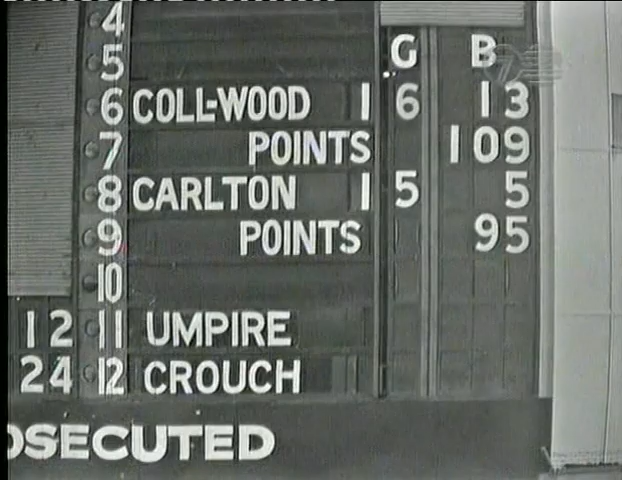 4
5 G B
6 COLL-WOOD 16 13
7 POINTS 109
8 CARLTON 15 5
9 POINTS 95
10
12 11 UMPIRE
24 12 CROUCH
OSECUTED
7